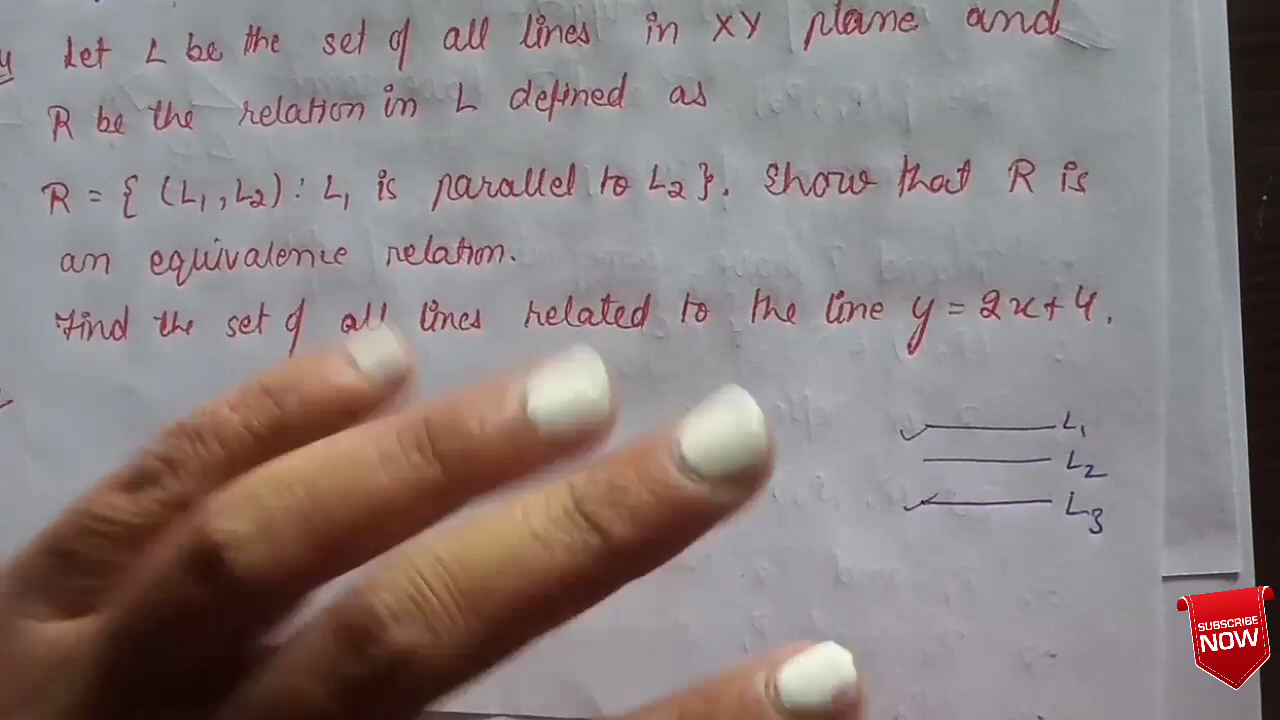 Let L be the set of all lines in XY plane and
R be the relation in L defined as
R = { (L₁, L₂) : L₁ is parallel to L₂ }. Show that R is
an equivalence relation.
Find the set of all lines related to the line y = 2x + 4.
L₁
L₂
L₃
SUBSCRIBE
NOW